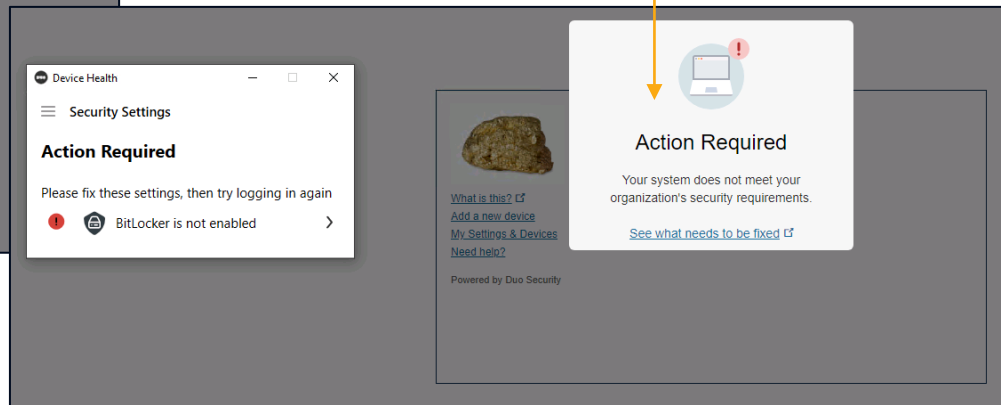 Device Health
Security Settings
Action Required
Please fix these settings, then try logging in again
BitLocker is not enabled
What is this?
Add a new device
My Settings & Devices
Need help?
Powered by Duo Security
!
Action Required
Your system does not meet your
organization's security requirements.
See what needs to be fixed